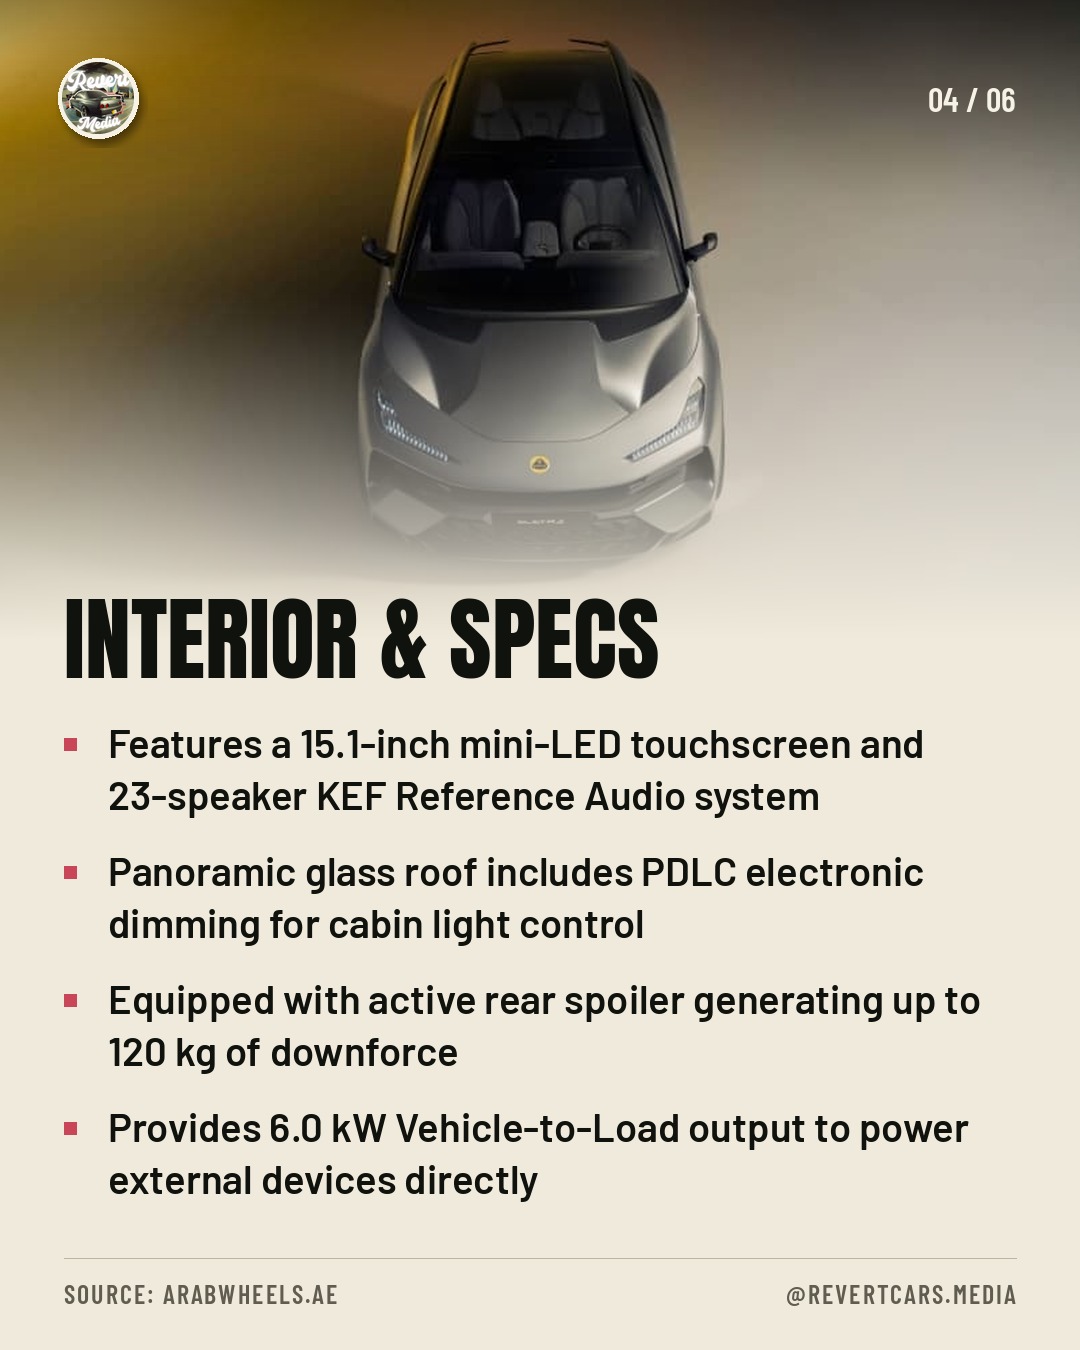 Revert
Media
04 / 06
ELETRE
INTERIOR & SPECS
Features a 15.1-inch mini-LED touchscreen and
23-speaker KEF Reference Audio system
Panoramic glass roof includes PDLC electronic
dimming for cabin light control
Equipped with active rear spoiler generating up to
120 kg of downforce
Provides 6.0 kW Vehicle-to-Load output to power
external devices directly
SOURCE: ARABWHEELS.AE
@REVERTCARS.MEDIA